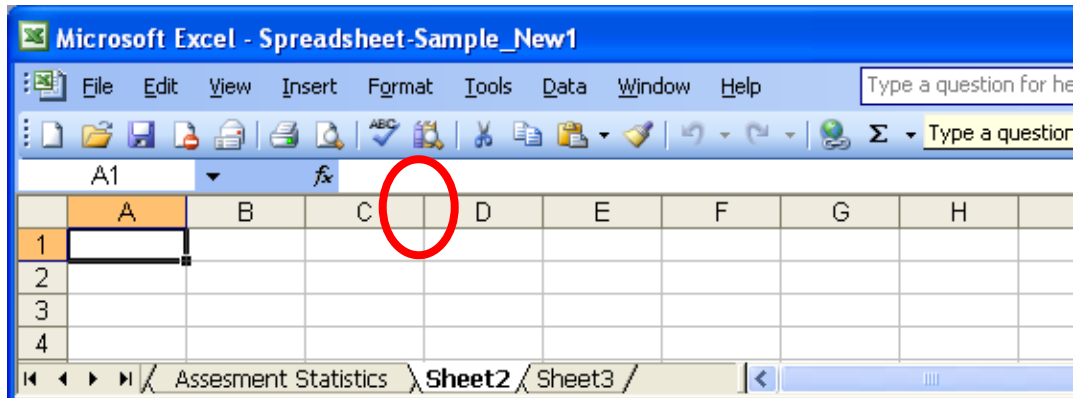 Microsoft Excel - Spreadsheet-Sample_New1
File Edit View Insert Format Tools Data Window Help Type a question for he
ABC Σ Type a question
A1 fx
A B C D E F G H
1
2
3
4
Assesment Statistics Sheet2 Sheet3